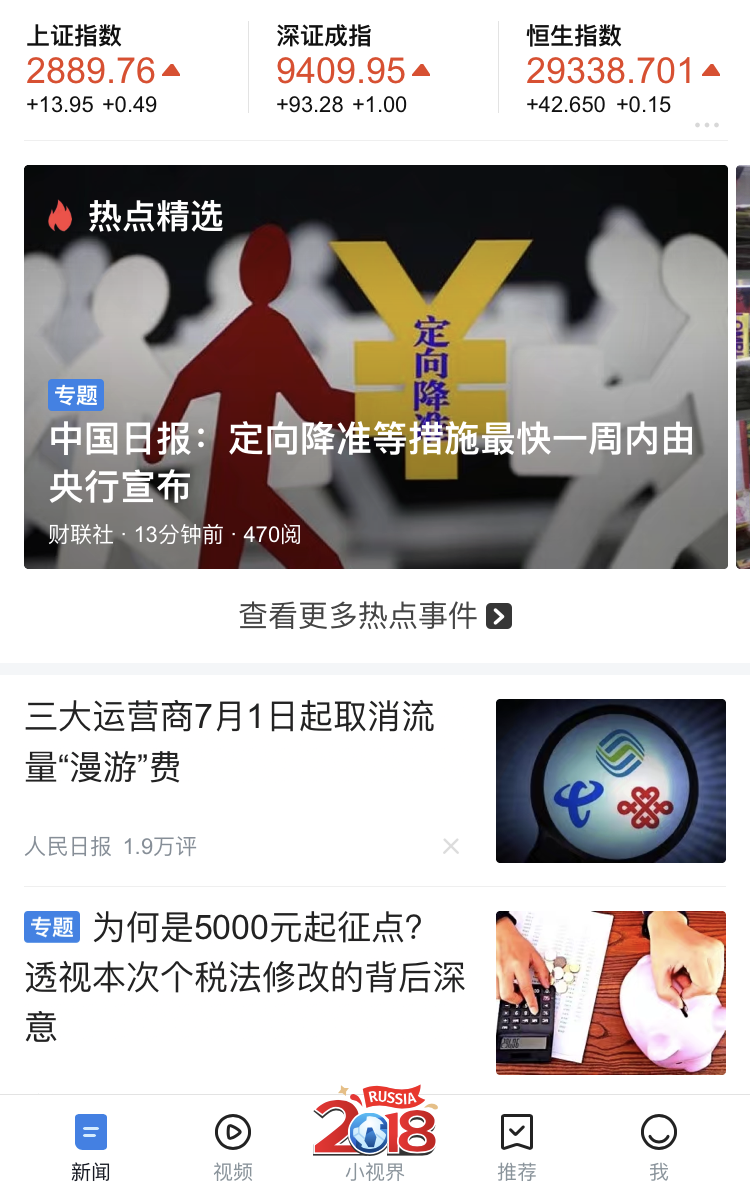 上证指数
2889.76
+13.95 +0.49
深证成指
9409.95
+93.28 +1.00
恒生指数
29338.701
+42.650 +0.15
热点精选
定向降准
专题
中国日报：定向降准等措施最快一周内由
央行宣布
财联社 · 13分钟前 · 470阅
查看更多热点事件
三大运营商7月1日起取消流
量“漫游”费
人民日报 1.9万评
专题 为何是5000元起征点？
透视本次个税法修改的背后深
意
RUSSIA
2018
新闻
视频
小视界
推荐
我